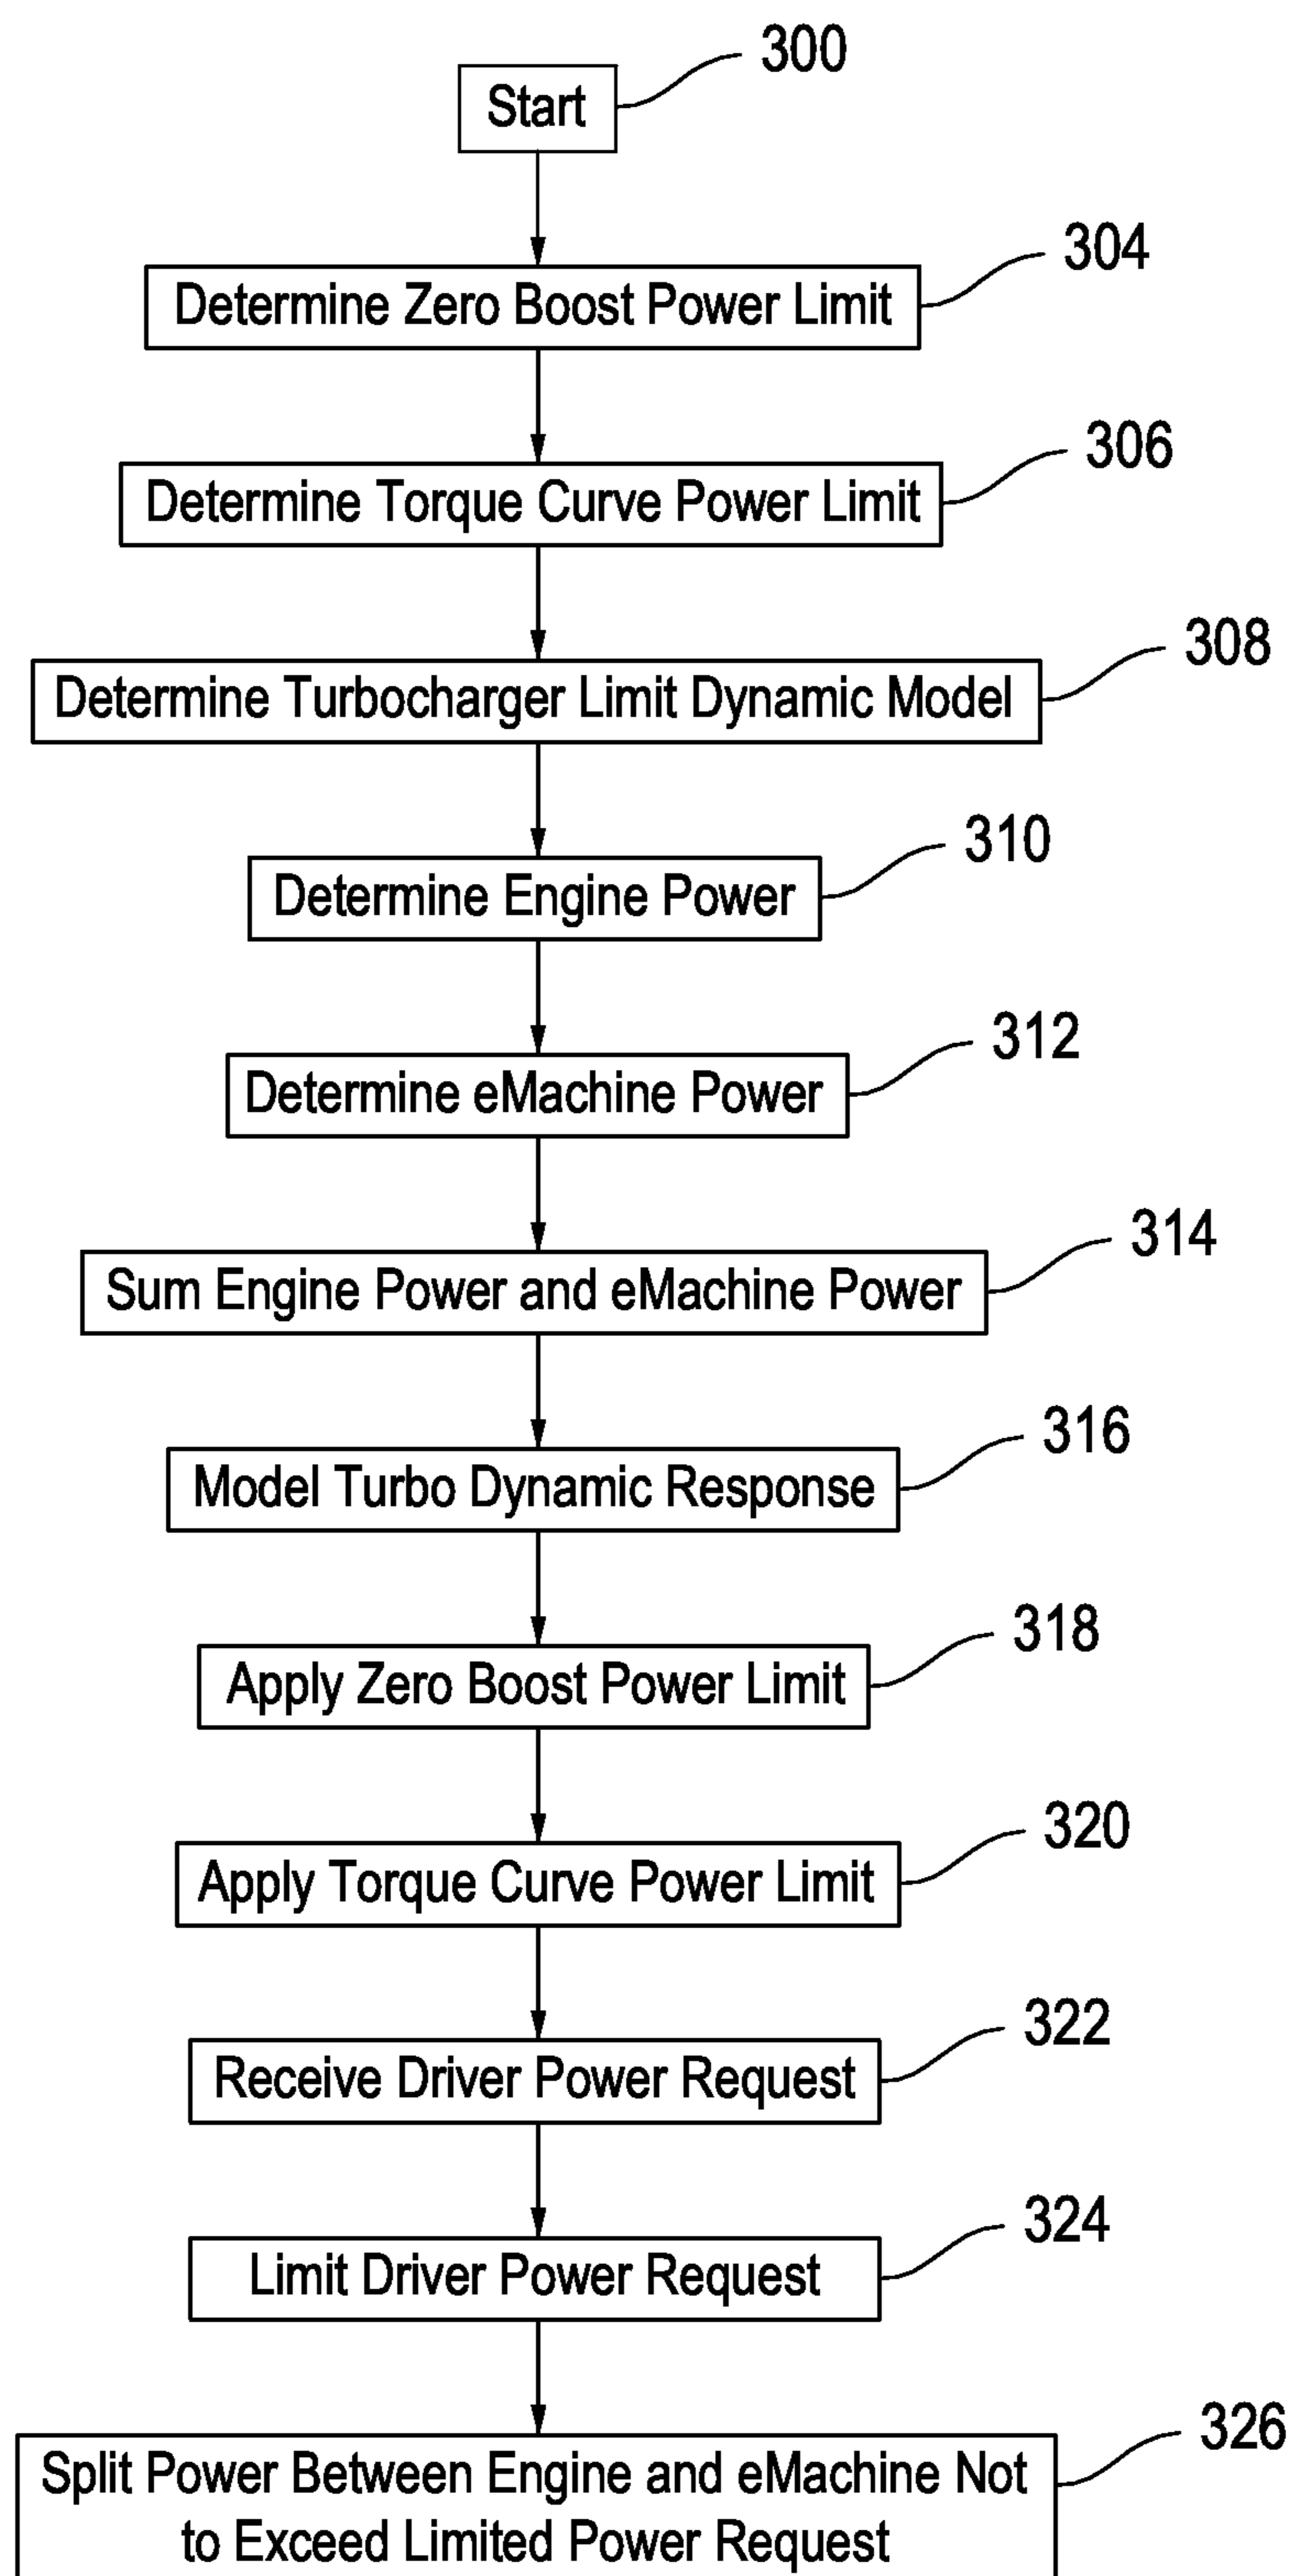 300
Start
304
Determine Zero Boost Power Limit
306
Determine Torque Curve Power Limit
308
Determine Turbocharger Limit Dynamic Model
310
Determine Engine Power
312
Determine eMachine Power
314
Sum Engine Power and eMachine Power
316
Model Turbo Dynamic Response
318
Apply Zero Boost Power Limit
320
Apply Torque Curve Power Limit
322
Receive Driver Power Request
324
Limit Driver Power Request
326
Split Power Between Engine and eMachine Not
to Exceed Limited Power Request